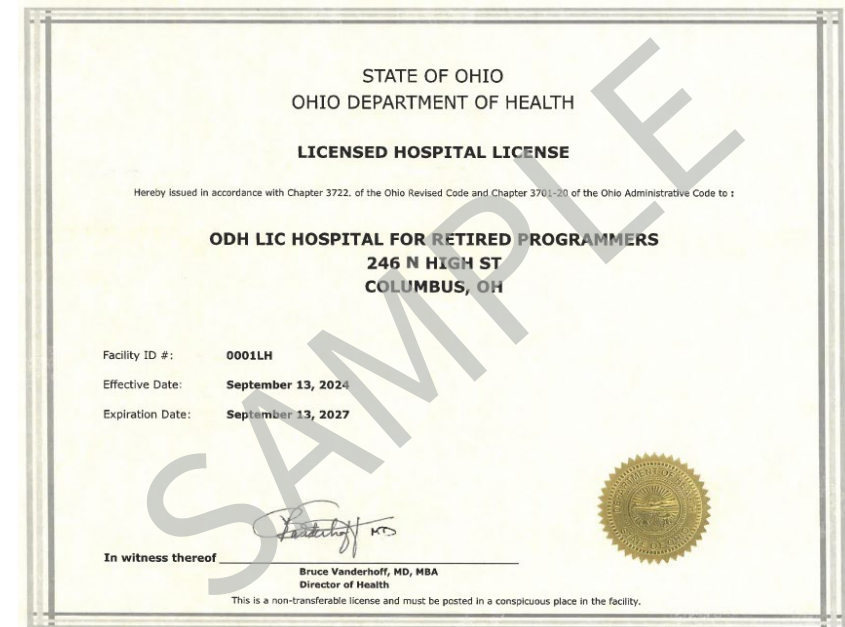 STATE OF OHIO
OHIO DEPARTMENT OF HEALTH
LICENSED HOSPITAL LICENSE
Hereby issued in accordance with Chapter 3722. of the Ohio Revised Code and Chapter 3701-20 of the Ohio Administrative Code to :
ODH LIC HOSPITAL FOR RETIRED PROGRAMMERS
246 N HIGH ST
COLUMBUS, OH
Facility ID #: 0001LH
Effective Date: September 13, 2024
Expiration Date: September 13, 2027
SAMPLE
Vanderhoff MD
In witness thereof
Bruce Vanderhoff, MD, MBA
Director of Health
This is a non-transferable license and must be posted in a conspicuous place in the facility.